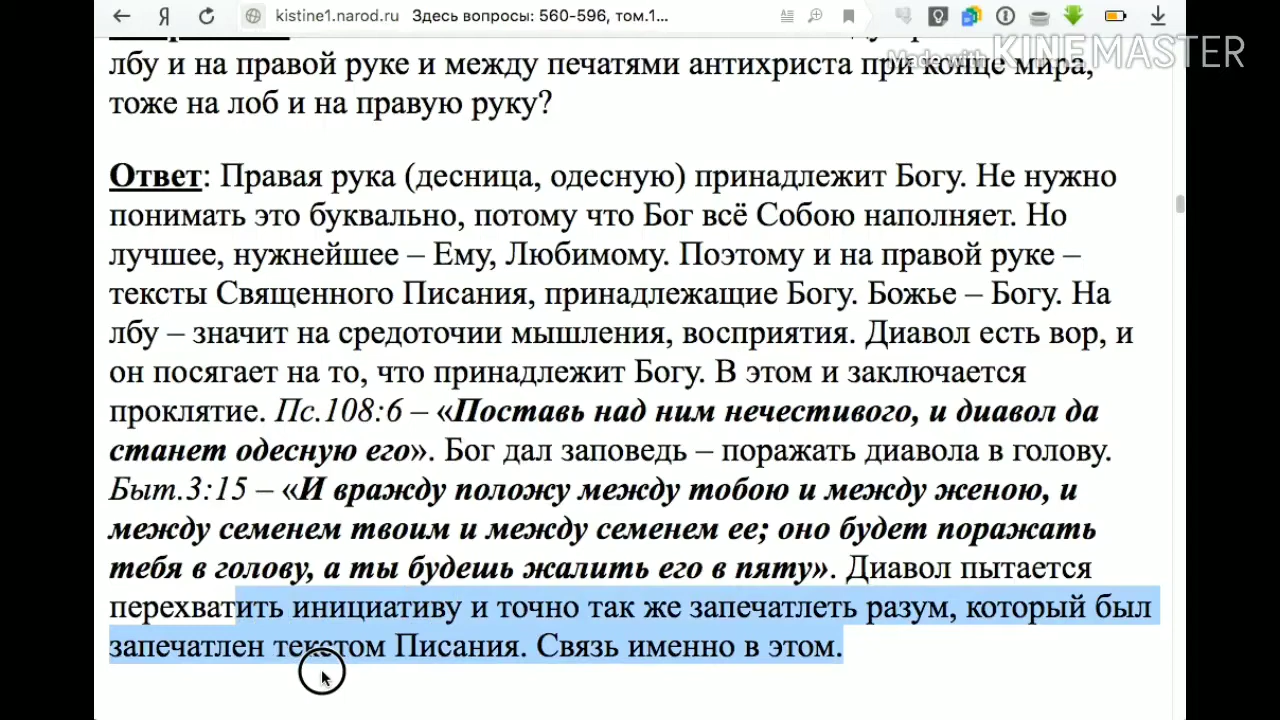 kistine1.narod.ru Здесь вопросы: 560-596, том.1...
Made with KINEMASTER
лбу и на правой руке и между печатями антихриста при конце мира,
тоже на лоб и на правую руку?
Ответ: Правая рука (десница, одесную) принадлежит Богу. Не нужно
понимать это буквально, потому что Бог всё Собою наполняет. Но
лучшее, нужнейшее – Ему, Любимому. Поэтому и на правой руке –
тексты Священного Писания, принадлежащие Богу. Божье – Богу. На
лбу – значит на средоточии мышления, восприятия. Диавол есть вор, и
он посягает на то, что принадлежит Богу. В этом и заключается
проклятие. Пс.108:6 – «Поставь над ним нечестивого, и диавол да
станет одесную его». Бог дал заповедь – поражать диавола в голову.
Быт.3:15 – «И вражду положу между тобою и между женою, и
между семенем твоим и между семенем ее; оно будет поражать
тебя в голову, а ты будешь жалить его в пяту». Диавол пытается
перехватить инициативу и точно так же запечатлеть разум, который был
запечатлен текстом Писания. Связь именно в этом.